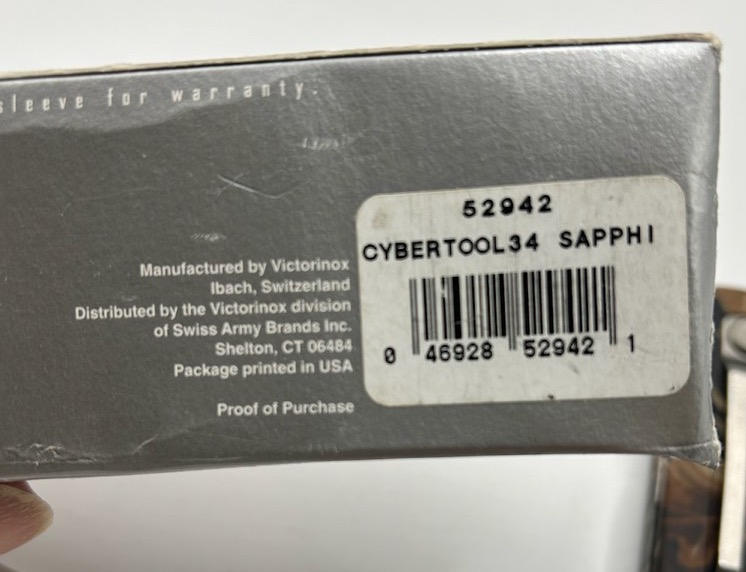 sleeve for warranty.
52942
CYBERTOOL34 SAPPHI
Manufactured by Victorinox
Ibach, Switzerland
Distributed by the Victorinox division
of Swiss Army Brands Inc.
Shelton, CT 06484
Package printed in USA
Proof of Purchase
0 46928 52942 1